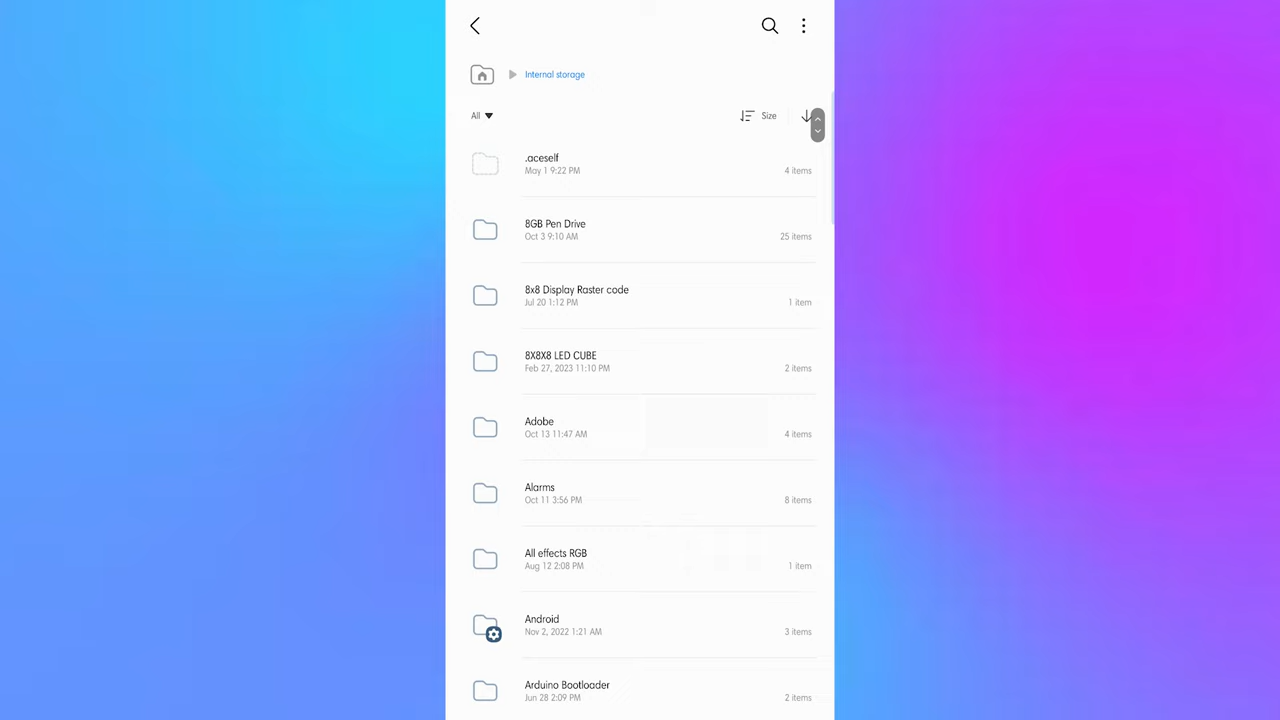 Internal storage
All
Size
.aceself
May 1 9:22 PM
4 items
8GB Pen Drive
Oct 3 9:10 AM
25 items
8x8 Display Raster code
Jul 20 1:12 PM
1 item
8X8X8 LED CUBE
Feb 27, 2023 11:10 PM
2 items
Adobe
Oct 13 11:47 AM
4 items
Alarms
Oct 11 3:56 PM
8 items
All effects RGB
Aug 12 2:08 PM
1 item
Android
Nov 2, 2022 1:21 AM
3 items
Arduino Bootloader
Jun 28 2:09 PM
2 items